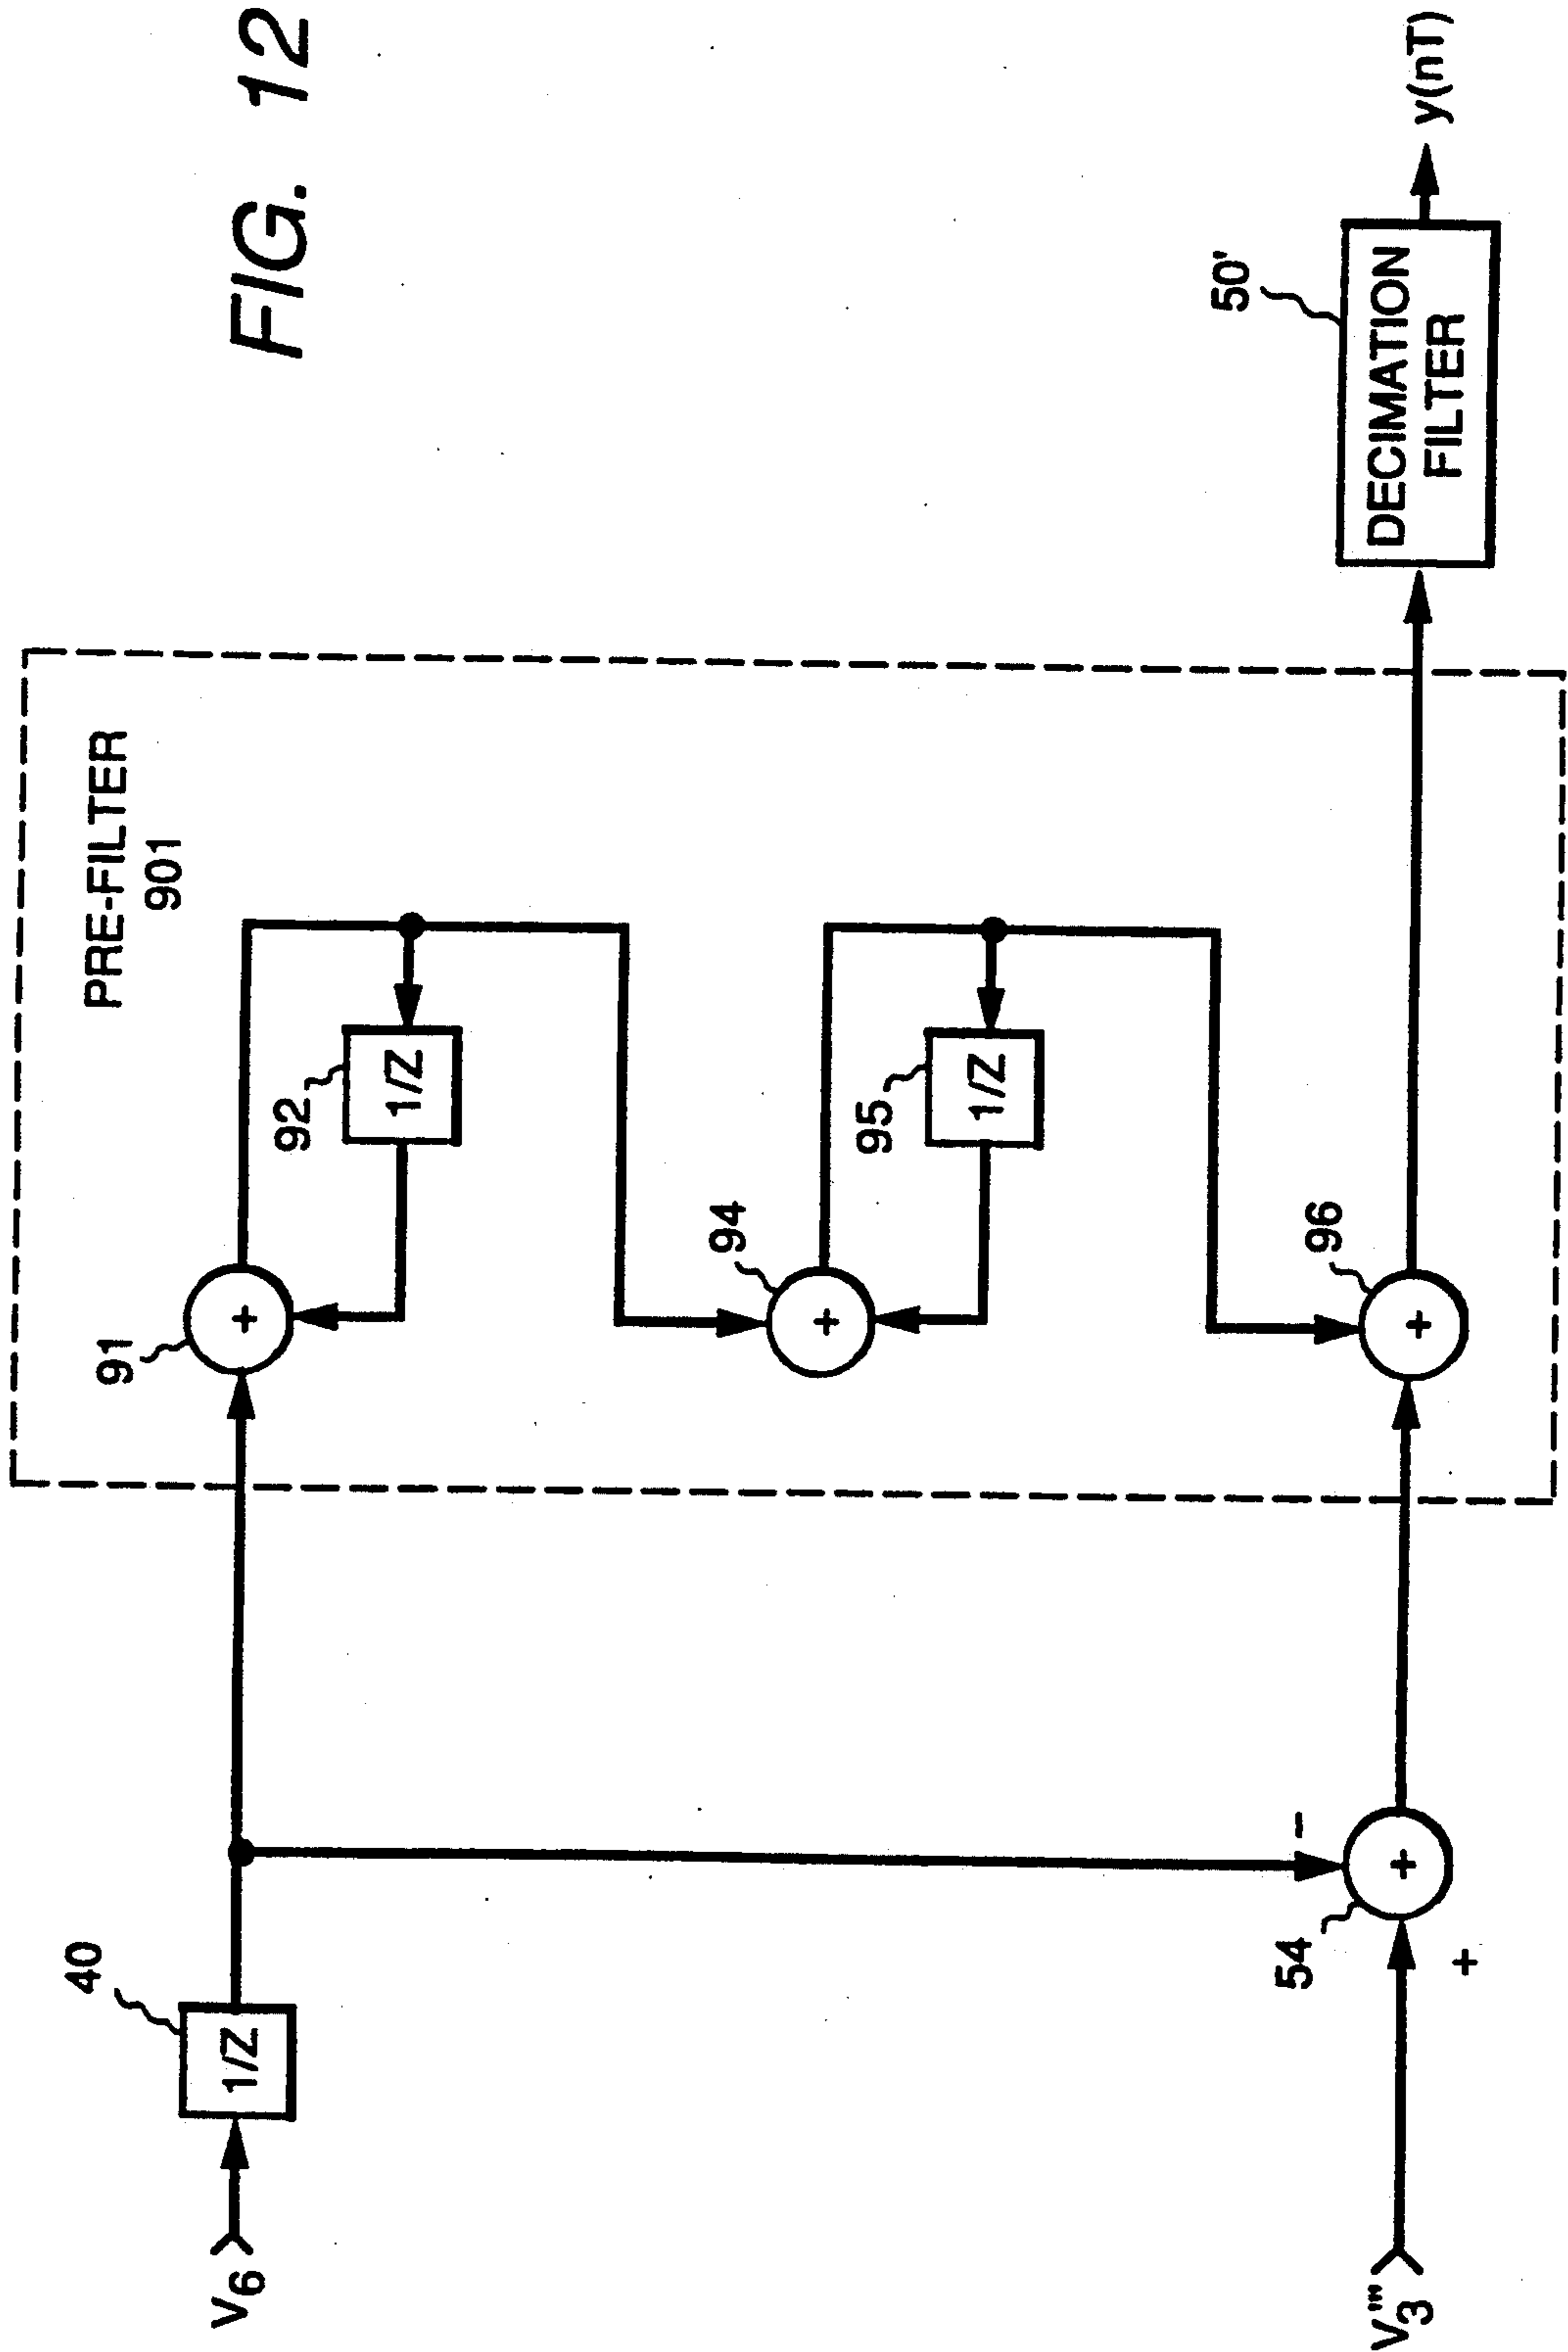 FIG. 12
PRE-FILTER
901
V6
40
1/Z
91
+
92
1/Z
94
+
95
1/Z
V3'''
+
-
54
+
96
+
50'
DECIMATION
FILTER
y(nT)